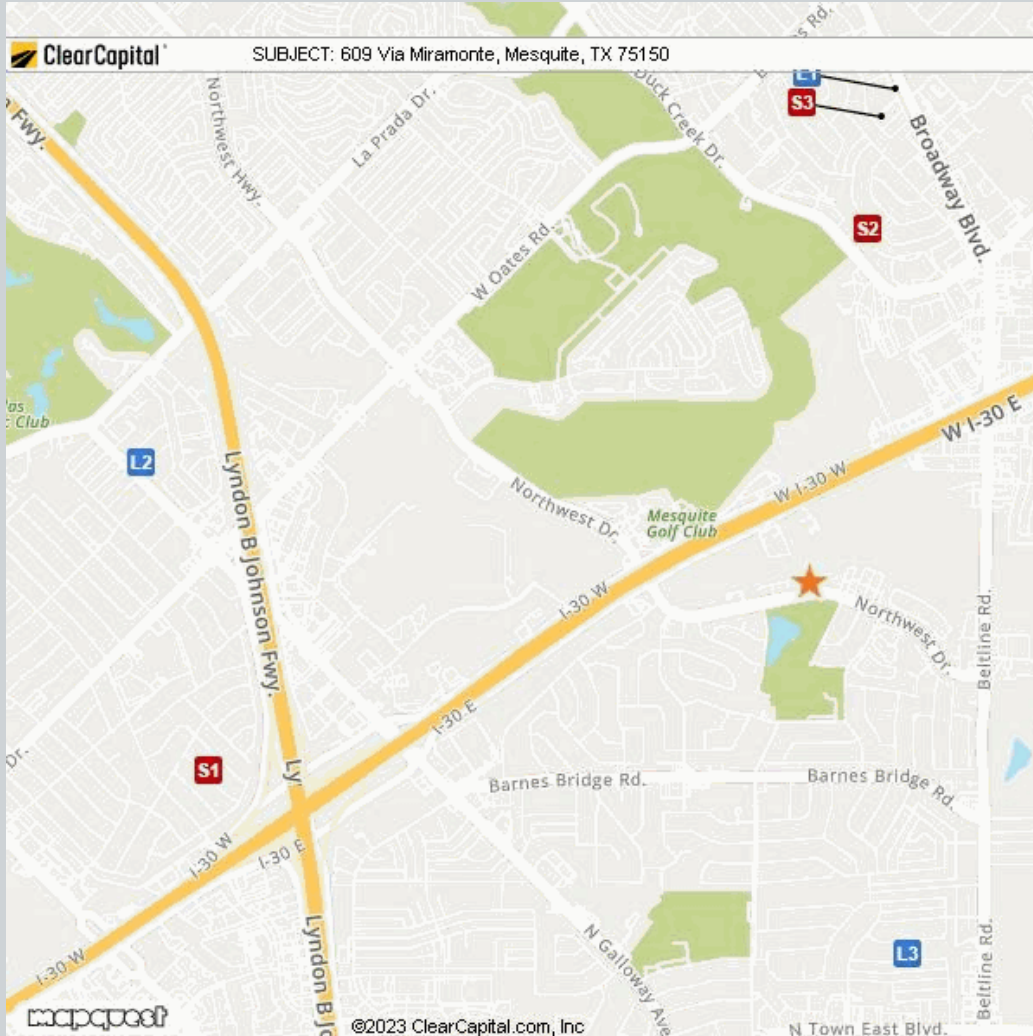 ClearCapital
SUBJECT: 609 Via Miramonte, Mesquite, TX 75150
Fwy.
Northwest Hwy.
La Prada Dr.
Duck Creek Dr.
Rd.
S3
Broadway Blvd.
S2
W Oates Rd.
Club
L2
Lyndon B Johnson Fwy.
W I-30 E
W I-30 W
Northwest Dr.
Mesquite
Golf Club
I-30 W
Northwest Dr.
Beltline Rd.
I-30 E
Dr.
S1
Barnes Bridge Rd.
Barnes Bridge Rd.
I-30 W
I-30 E
Lyndon B
N Galloway Ave
L3
Beltline Rd.
I-30 W
mapquest
©2023 ClearCapital.com, Inc
N Town East Blvd.